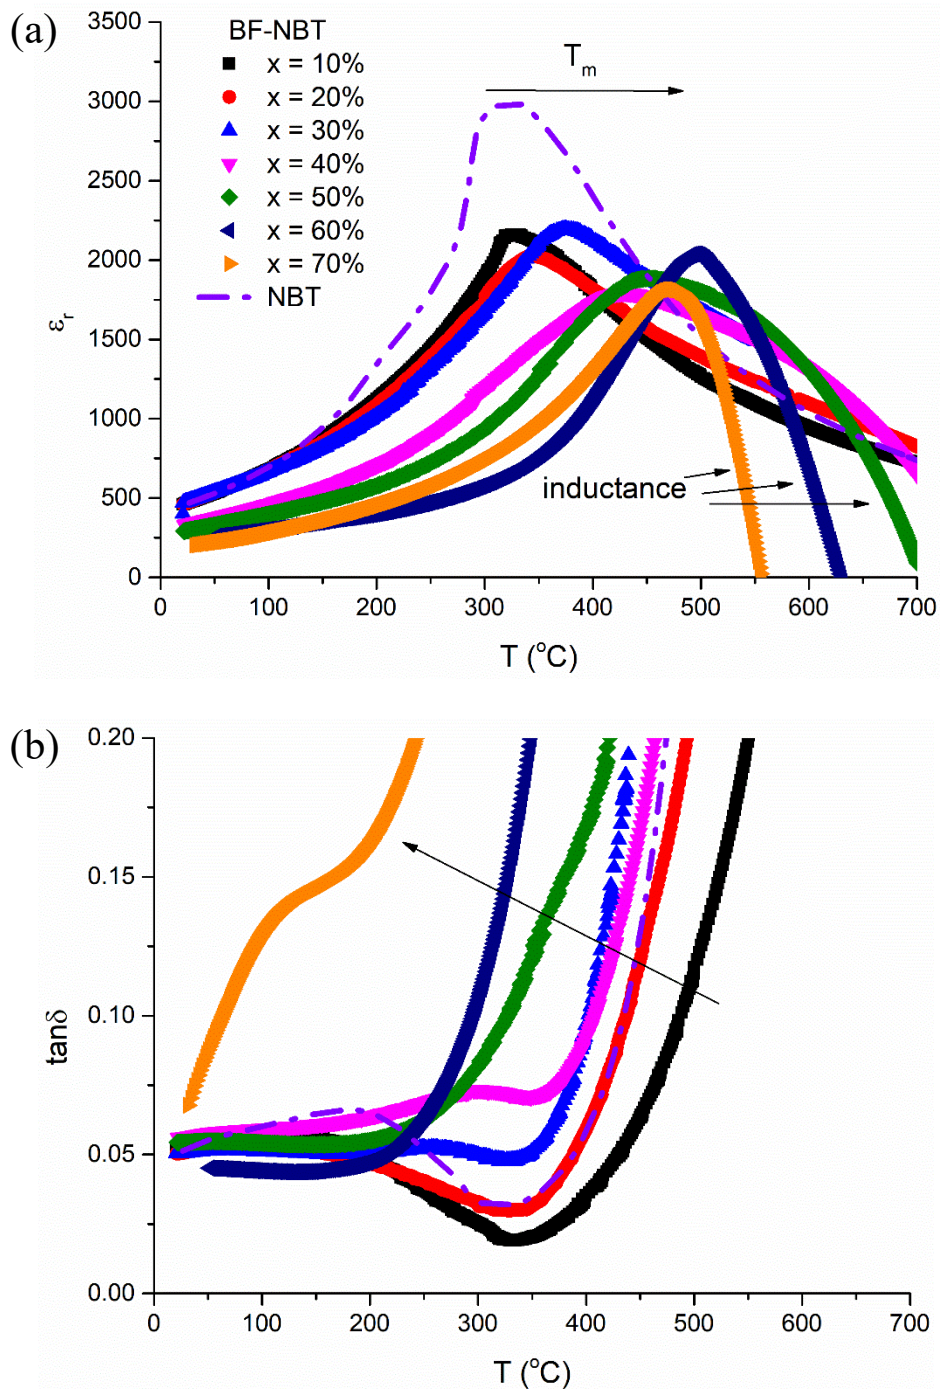 (a)
3500
3000
2500
2000
1500
1000
500
0
εr
BF-NBT
x = 10%
x = 20%
x = 30%
x = 40%
x = 50%
x = 60%
x = 70%
NBT
Tm
inductance
0 100 200 300 400 500 600 700
T (°C)
(b)
0.20
0.15
0.10
0.05
0.00
tanδ
0 100 200 300 400 500 600 700
T (°C)